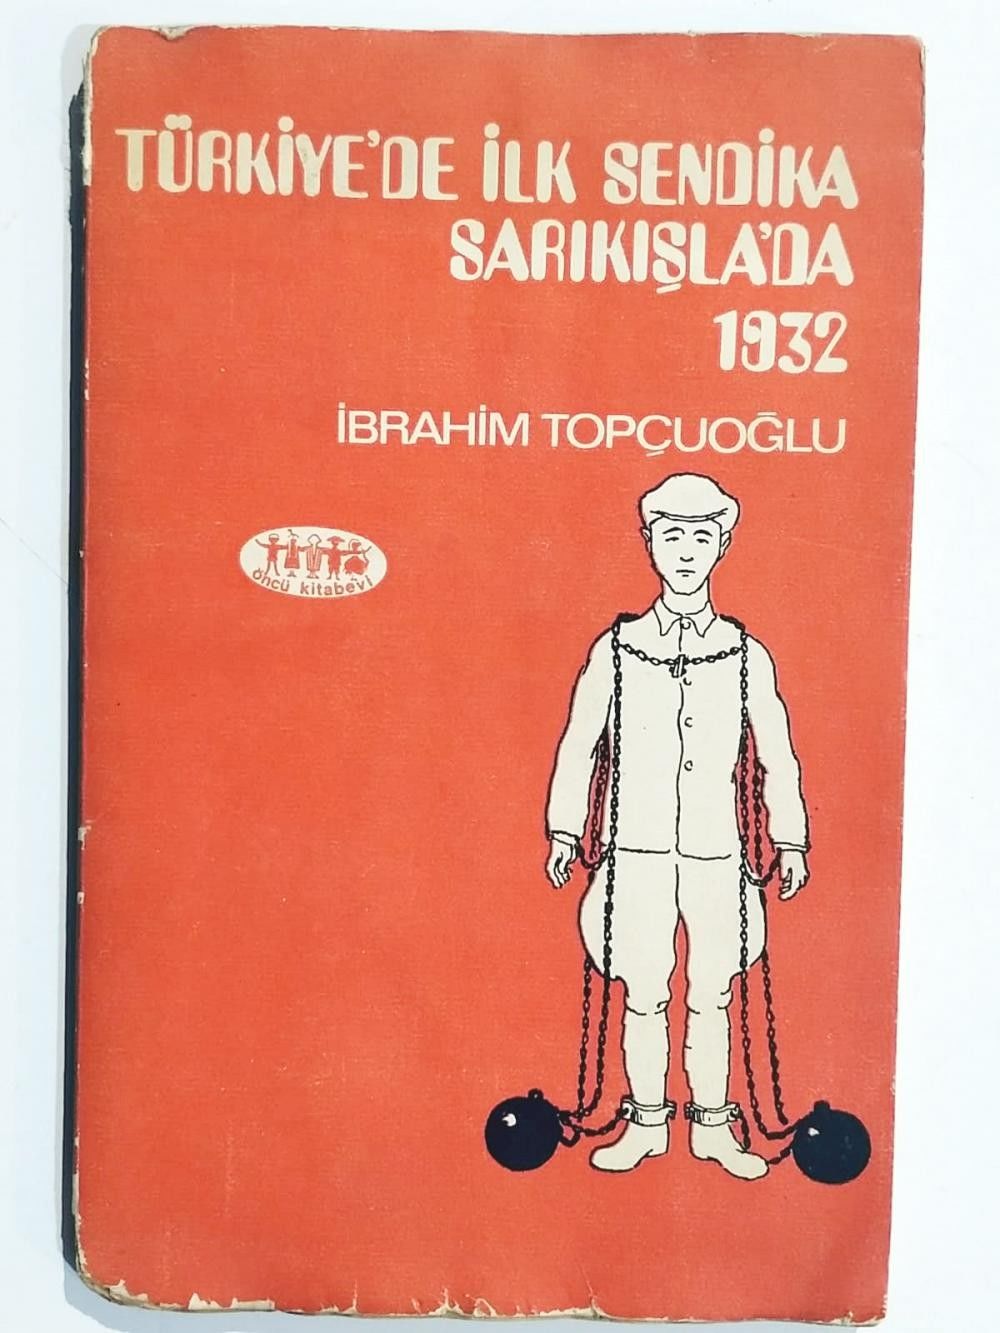 TÜRKİYE'DE İLK SENDİKA
SARIKIŞLA'DA
1932
İBRAHİM TOPÇUOĞLU
öncü kitabevi